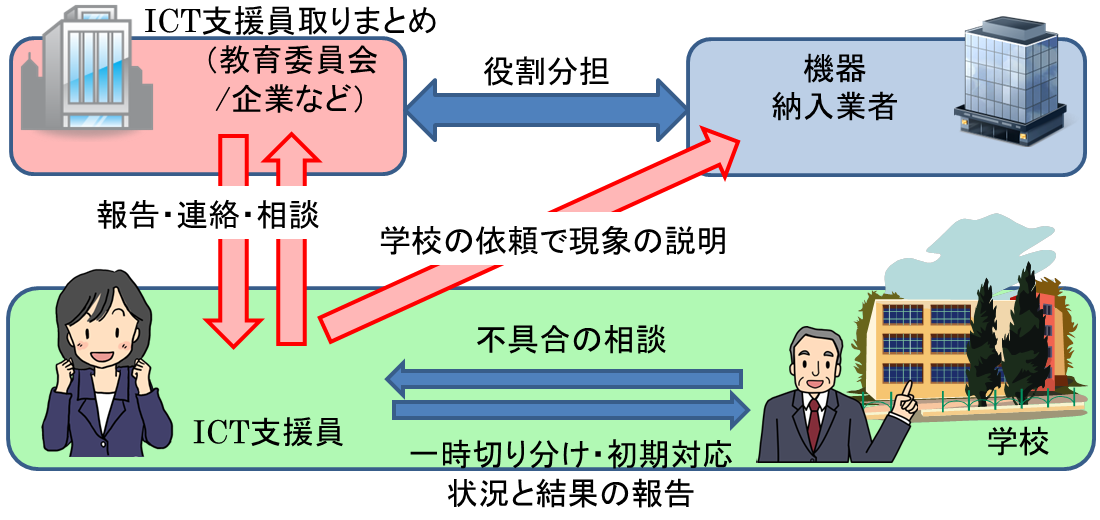 ICT支援員取りまとめ
（教育委員会
/企業など）
役割分担
機器
納入業者
報告・連絡・相談
学校の依頼で現象の説明
不具合の相談
ICT支援員
一時切り分け・初期対応
状況と結果の報告
学校